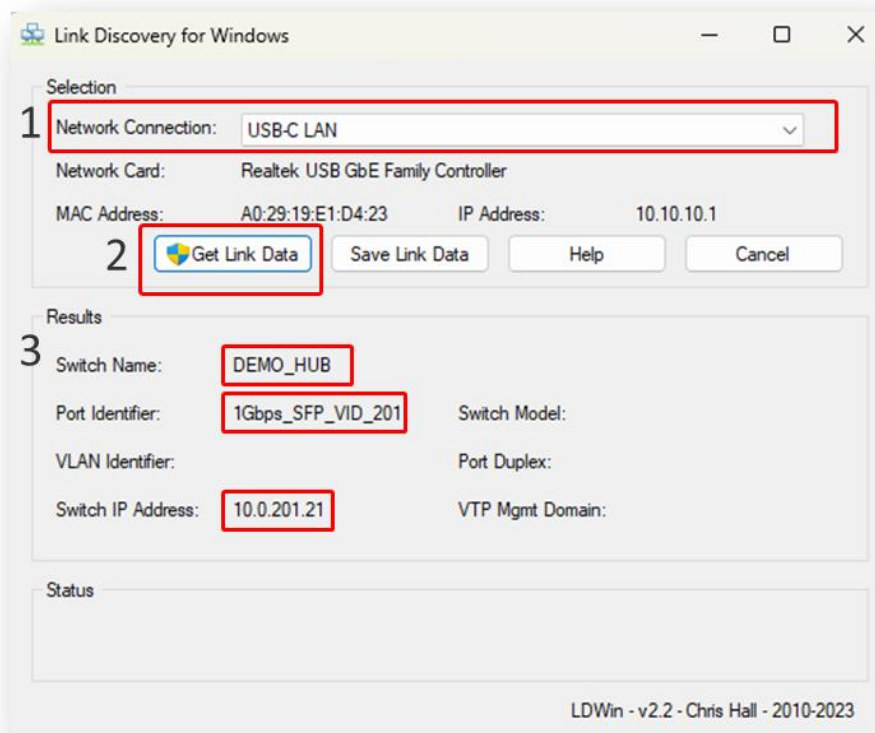 Link Discovery for Windows
Selection
1
Network Connection: USB-C LAN
Network Card: Realtek USB GbE Family Controller
MAC Address: A0:29:19:E1:D4:23 IP Address: 10.10.10.1
2
Get Link Data Save Link Data Help Cancel
Results
3
Switch Name: DEMO_HUB
Port Identifier: 1Gbps_SFP_VID_201 Switch Model:
VLAN Identifier: Port Duplex:
Switch IP Address: 10.0.201.21 VTP Mgmt Domain:
Status
LDWin - v2.2 - Chris Hall - 2010-2023